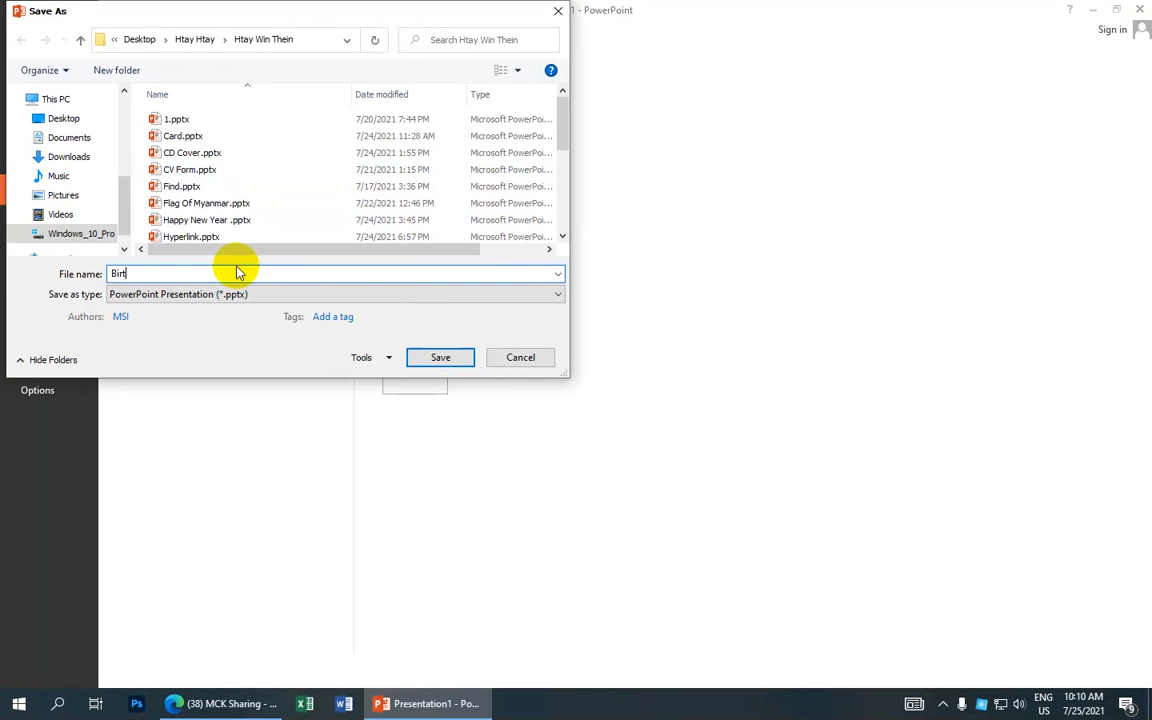 Save As
1 - PowerPoint
Sign in
« Desktop > Htay Htay > Htay Win Thein
Search Htay Win Thein
Organize
New folder
Name
Date modified
Type
This PC
Desktop
Documents
Downloads
Music
Pictures
Videos
Windows_10_Pro
1.pptx 7/20/2021 7:44 PM Microsoft PowerPoi...
Card.pptx 7/24/2021 11:28 AM Microsoft PowerPoi...
CD Cover.pptx 7/24/2021 1:55 PM Microsoft PowerPoi...
CV Form.pptx 7/21/2021 1:15 PM Microsoft PowerPoi...
Find.pptx 7/17/2021 3:36 PM Microsoft PowerPoi...
Flag Of Myanmar.pptx 7/22/2021 12:46 PM Microsoft PowerPoi...
Happy New Year .pptx 7/24/2021 3:45 PM Microsoft PowerPoi...
Hyperlink.pptx 7/24/2021 6:57 PM Microsoft PowerPoi...
File name: Birt
Save as type: PowerPoint Presentation (*.pptx)
Authors: MSI
Tags: Add a tag
Hide Folders
Tools
Save
Cancel
Options
(38) MCK Sharing - ...
Presentation1 - Po...
ENG
US
10:10 AM
7/25/2021
9